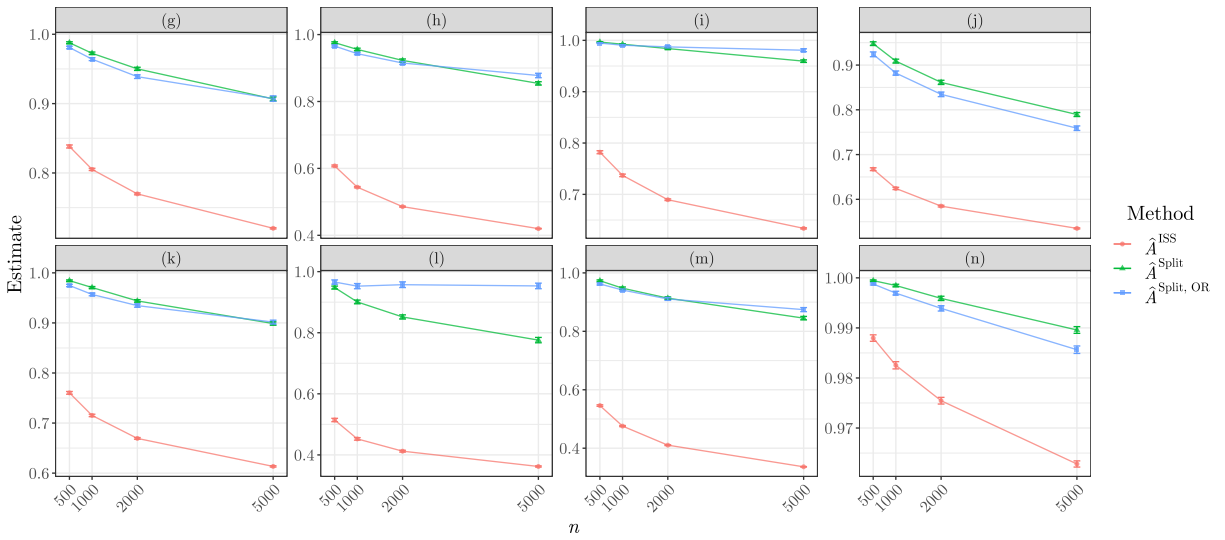 (g) (h) (i) (j)
1.0 0.9 0.8
1.0 0.8 0.6 0.4
1.0 0.9 0.8 0.7
0.9 0.8 0.7 0.6
Estimate
(k) (l) (m) (n)
1.0 0.9 0.8 0.7 0.6
1.0 0.8 0.6 0.4
1.0 0.8 0.6 0.4
1.00 0.99 0.98 0.97
500 1000 2000 5000 500 1000 2000 5000 500 1000 2000 5000 500 1000 2000 5000
n
Method
Â^ISS
Â^Split
Â^Split, OR